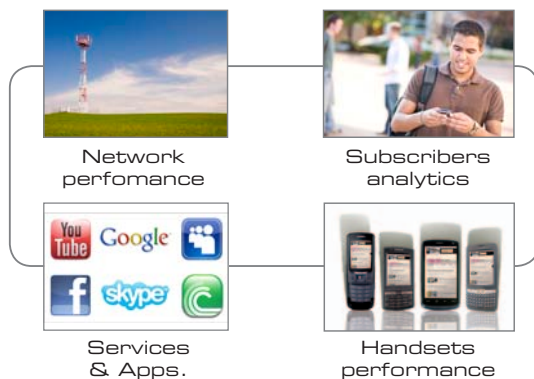 Network
perfomance
Subscribers
analytics
You
Tube
Google
skype
Services
& Apps.
Handsets
performance